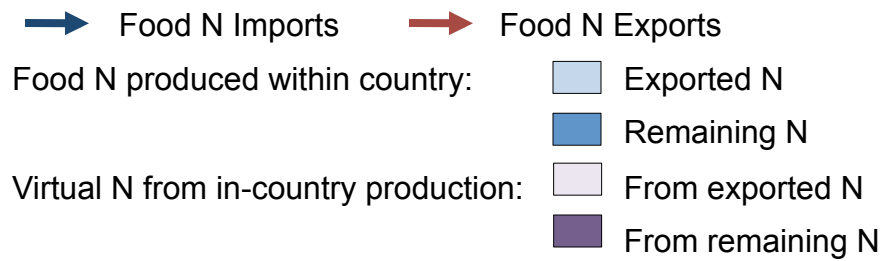 Food N Imports Food N Exports
Food N produced within country: Exported N
Remaining N
Virtual N from in-country production: From exported N
From remaining N